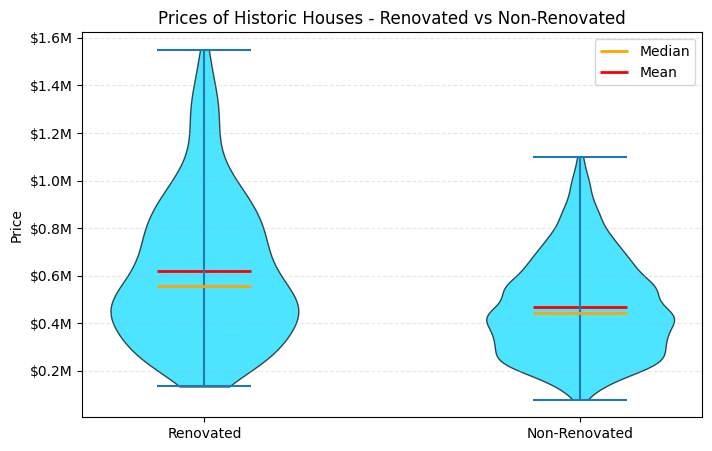 Prices of Historic Houses - Renovated vs Non-Renovated
Median
Mean
Price
$1.6M
$1.4M
$1.2M
$1.0M
$0.8M
$0.6M
$0.4M
$0.2M
Renovated
Non-Renovated